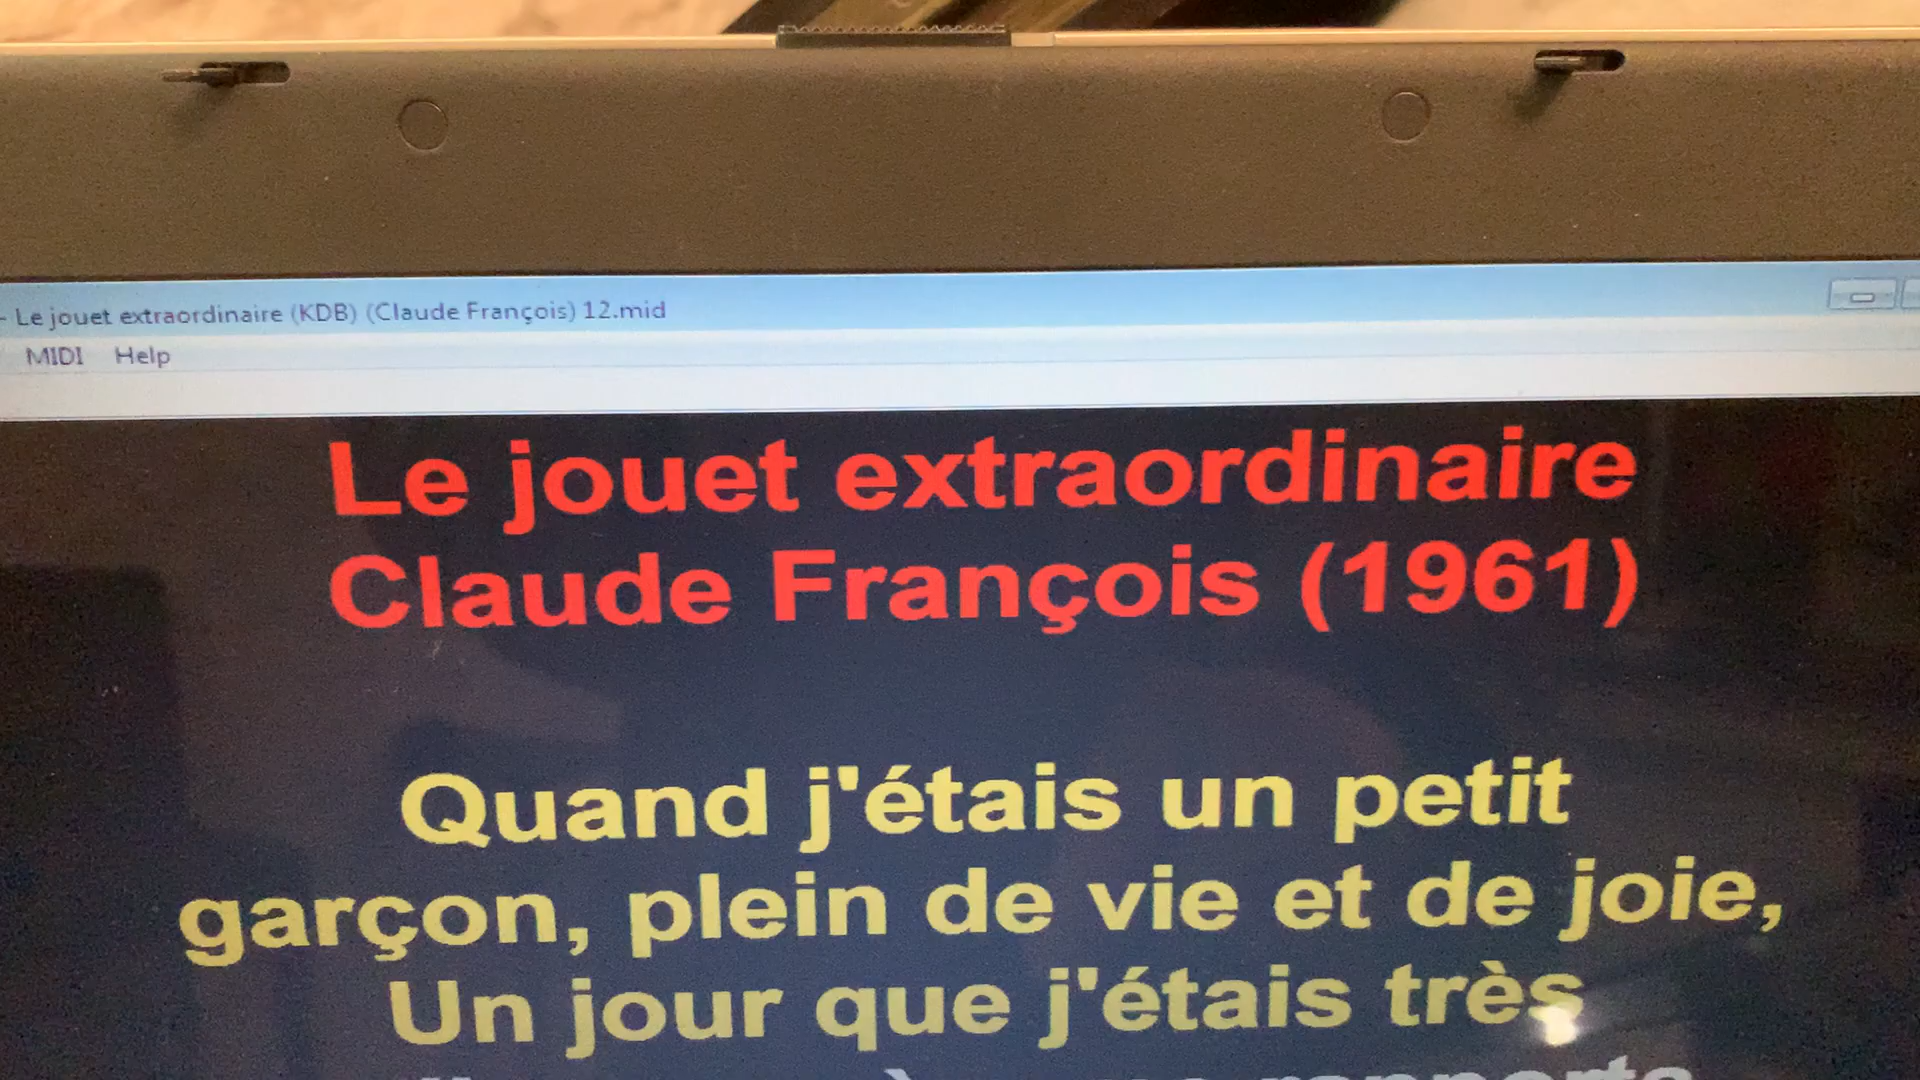 - Le jouet extraordinaire (KDB) (Claude François) 12.mid
MIDI Help
Le jouet extraordinaire
Claude François (1961)
Quand j'étais un petit
garçon, plein de vie et de joie,
Un jour que j'étais très